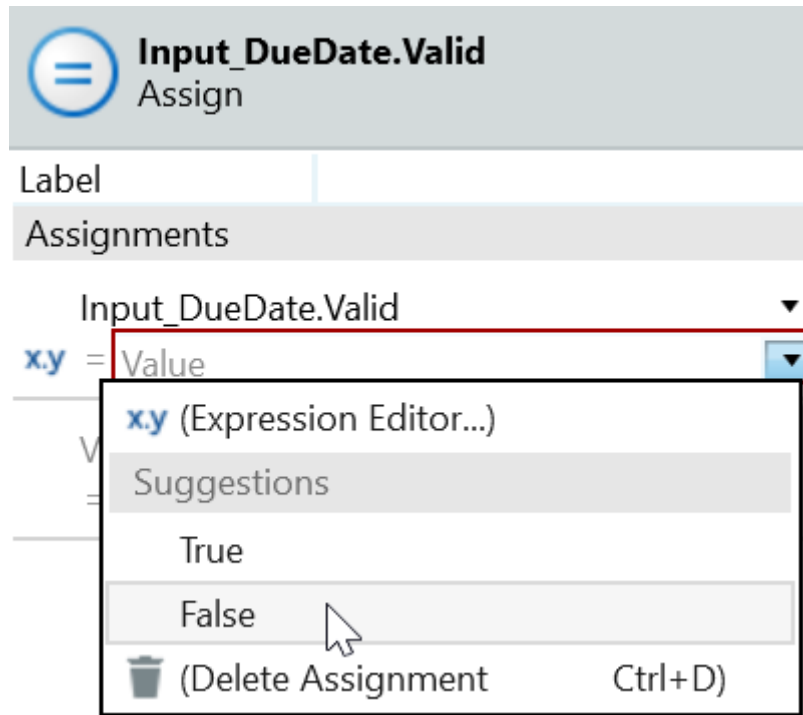 Input_DueDate.Valid
Assign
Label
Assignments
Input_DueDate.Valid
x.y = Value
x.y (Expression Editor...)
V
Suggestions
=
True
False
(Delete Assignment Ctrl+D)